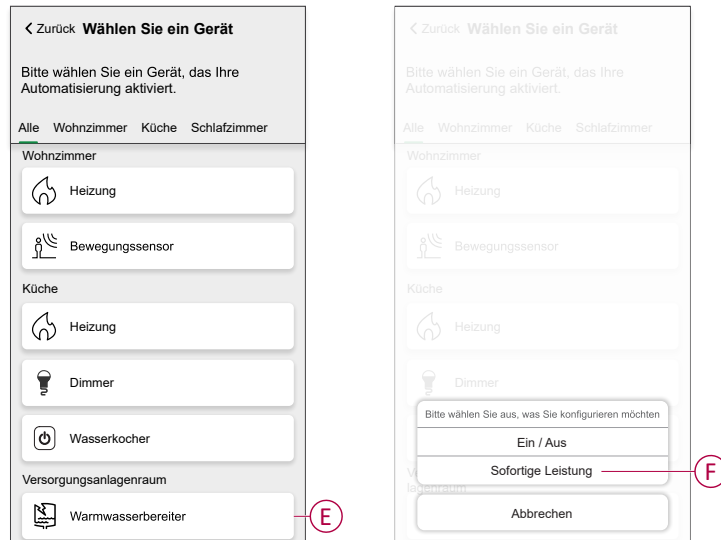 Zurück Wählen Sie ein Gerät
Bitte wählen Sie ein Gerät, das Ihre
Automatisierung aktiviert.
Alle Wohnzimmer Küche Schlafzimmer
Wohnzimmer
Heizung
Bewegungssensor
Küche
Heizung
Dimmer
Wasserkocher
Versorgungsanlagenraum
Warmwasserbereiter
E
Zurück Wählen Sie ein Gerät
Bitte wählen Sie ein Gerät, das Ihre
Automatisierung aktiviert.
Alle Wohnzimmer Küche Schlafzimmer
Wohnzimmer
Heizung
Bewegungssensor
Küche
Heizung
Dimmer
Bitte wählen Sie aus, was Sie konfigurieren möchten
Ein / Aus
Sofortige Leistung
F
lagenraum
Abbrechen